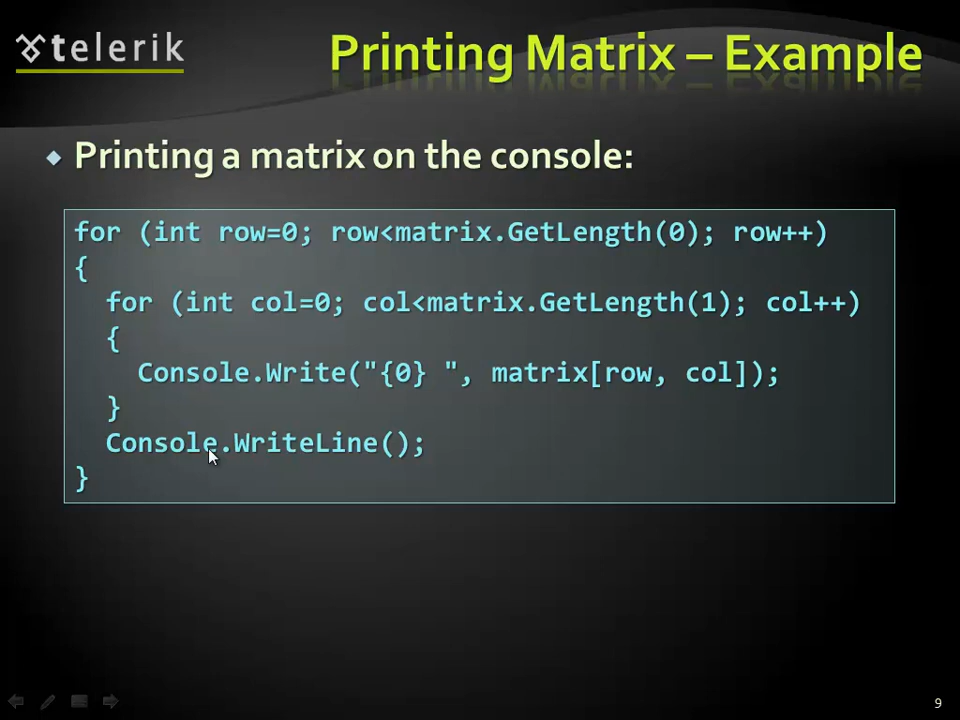 telerik
Printing Matrix – Example
Printing a matrix on the console:
for (int row=0; row<matrix.GetLength(0); row++)
{
  for (int col=0; col<matrix.GetLength(1); col++)
  {
    Console.Write("{0} ", matrix[row, col]);
  }
  Console.WriteLine();
}
9